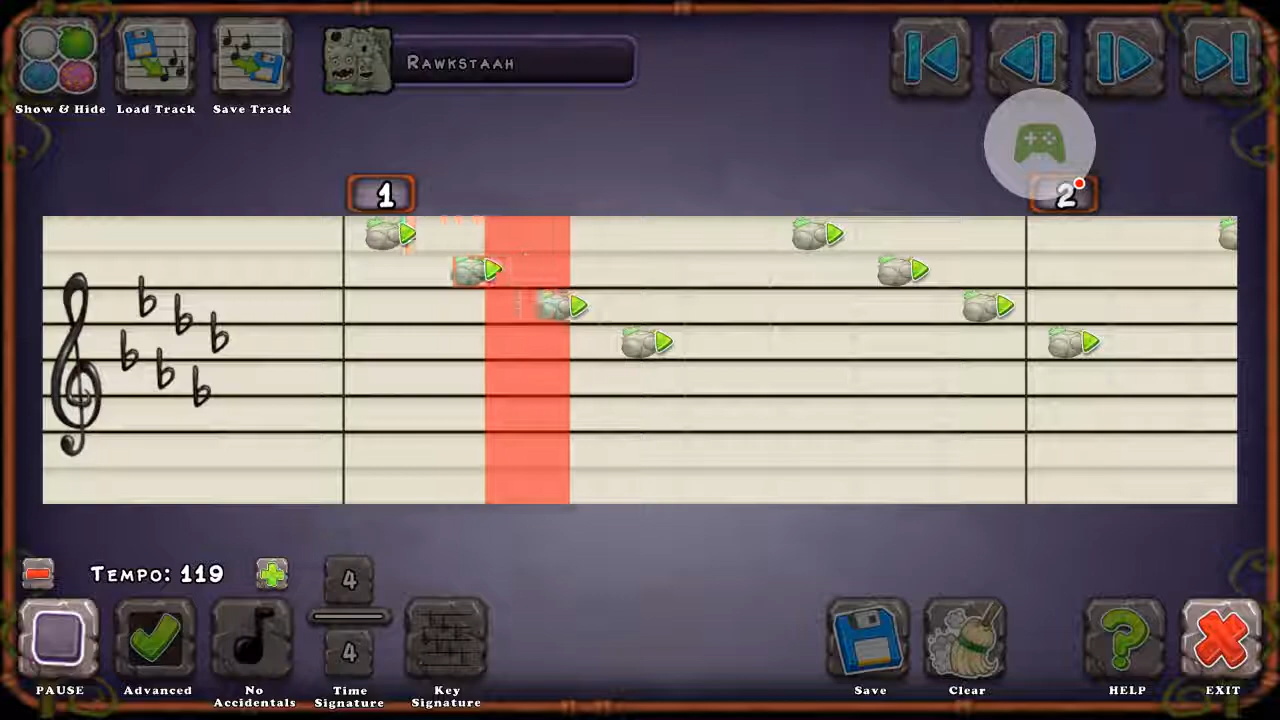 Rawkstaah
Show & Hide
Load Track
Save Track
1
2
Tempo: 119
4
4
PAUSE
Advanced
No
Accidentals
Time
Signature
Key
Signature
Save
Clear
HELP
EXIT